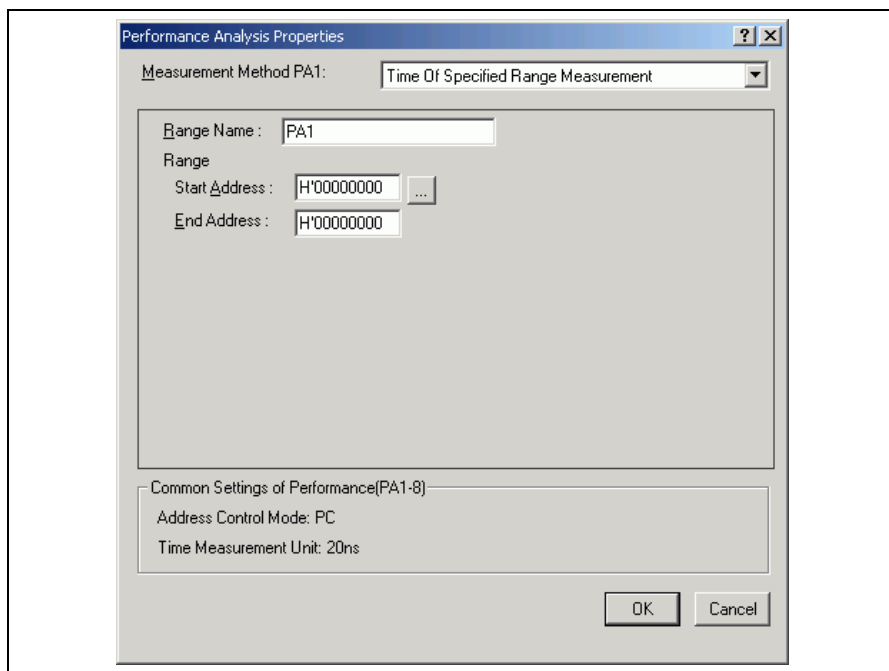 Performance Analysis Properties
Measurement Method PA1: Time Of Specified Range Measurement
Range Name : PA1
Range
Start Address : H'00000000 ...
End Address : H'00000000
Common Settings of Performance(PA1-8)
Address Control Mode: PC
Time Measurement Unit: 20ns
OK Cancel